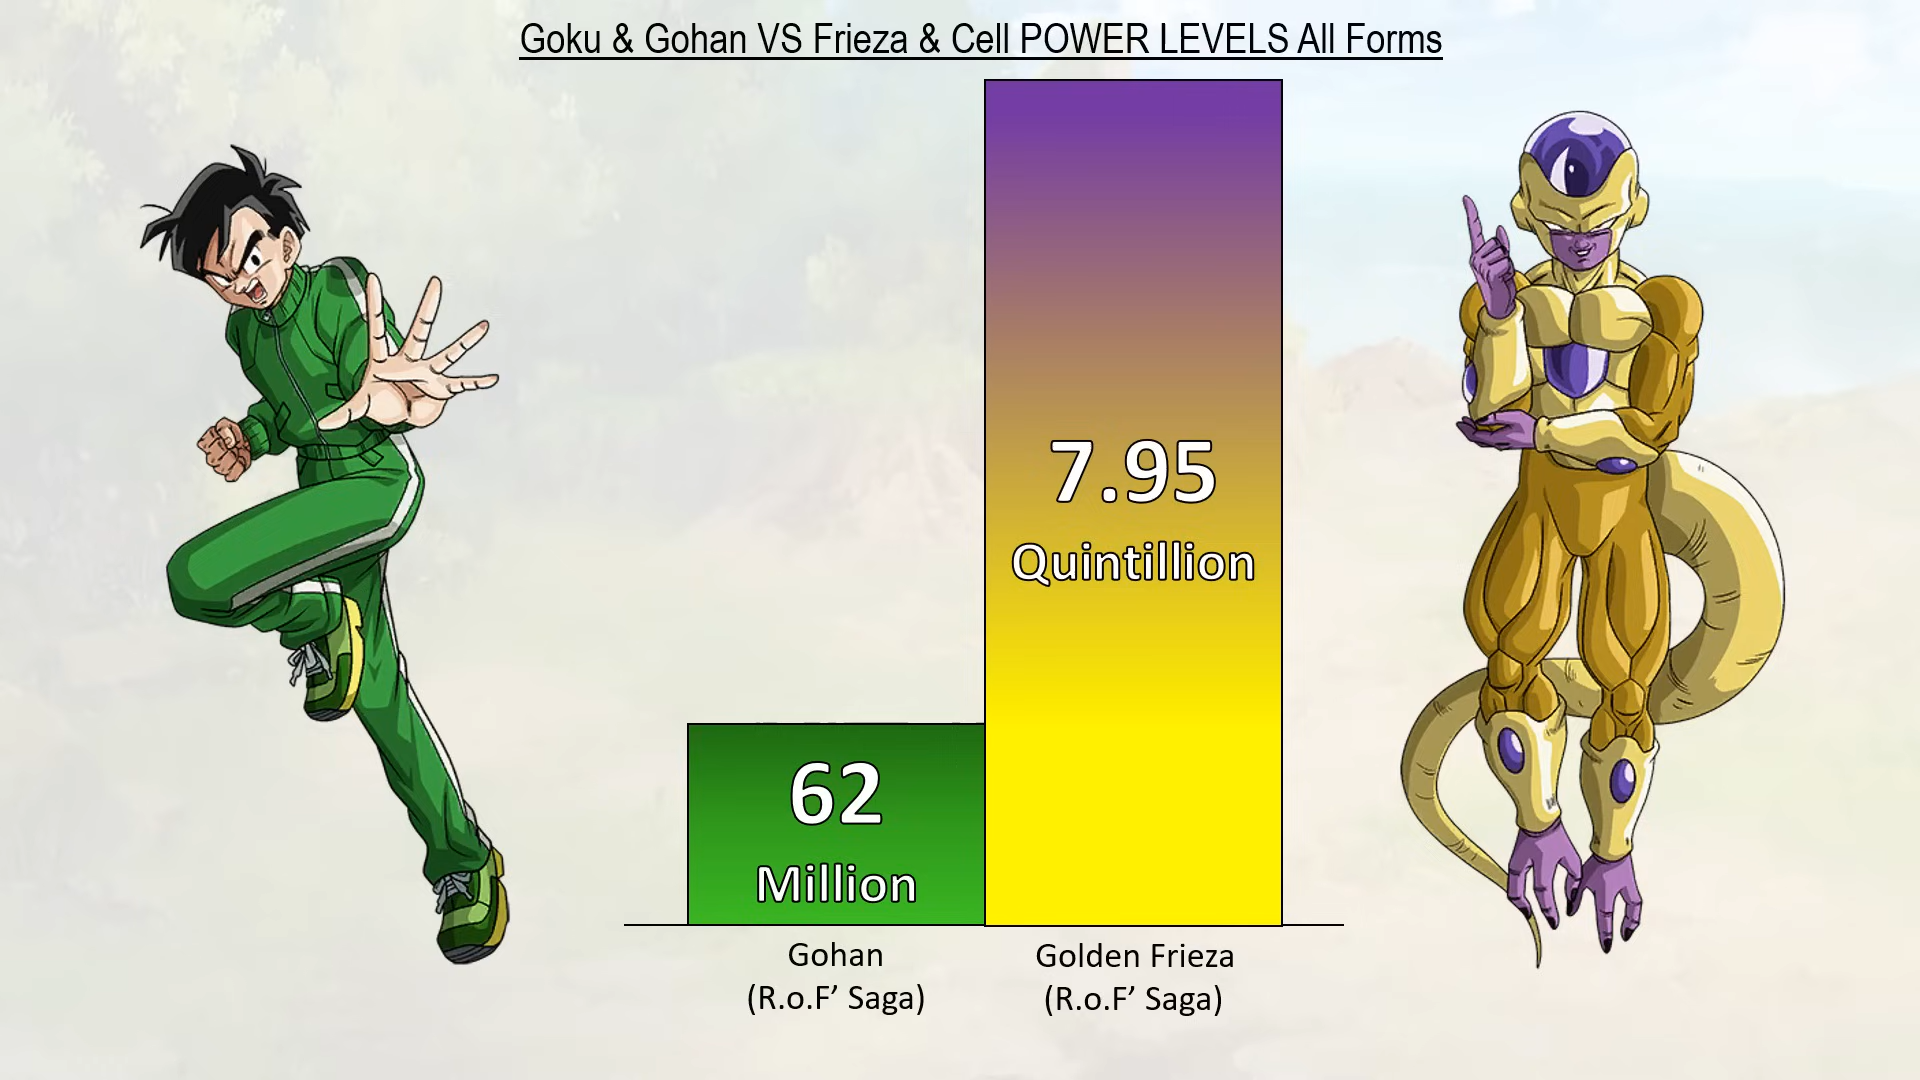 Goku & Gohan VS Frieza & Cell POWER LEVELS All Forms
7.95
Quintillion
62
Million
Gohan
(R.o.F’ Saga)
Golden Frieza
(R.o.F’ Saga)